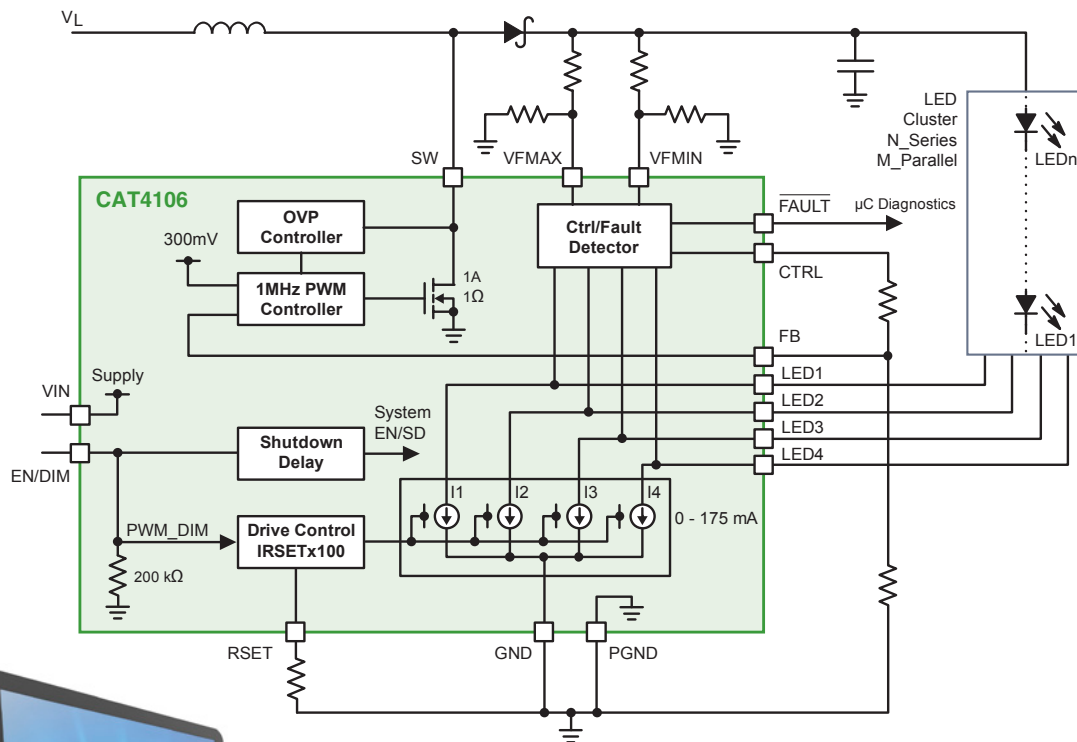 VL
LED
Cluster
N_Series
M_Parallel
LEDn
LED1
SW
VFMAX
VFMIN
CAT4106
OVP
Controller
300mV
1MHz PWM
Controller
1A
1Ω
Ctrl/Fault
Detector
FAULT
µC Diagnostics
CTRL
FB
LED1
LED2
LED3
LED4
VIN
Supply
EN/DIM
Shutdown
Delay
System
EN/SD
I1
I2
I3
I4
0 - 175 mA
PWM_DIM
Drive Control
IRSETx100
200 kΩ
RSET
GND
PGND